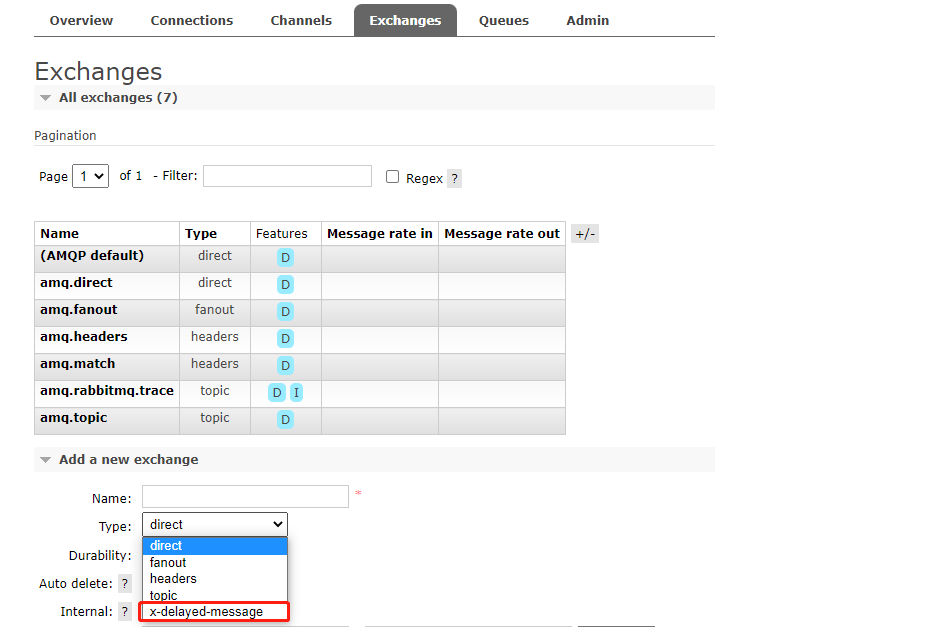 Overview Connections Channels Exchanges Queues Admin
Exchanges
All exchanges (7)
Pagination
Page 1 of 1 - Filter: Regex ?
Name Type Features Message rate in Message rate out +/-
(AMQP default) direct D
amq.direct direct D
amq.fanout fanout D
amq.headers headers D
amq.match headers D
amq.rabbitmq.trace topic D I
amq.topic topic D
Add a new exchange
Name: *
Type: direct
direct
Durability:
fanout
headers
Auto delete: ?
topic
Internal: ? x-delayed-message